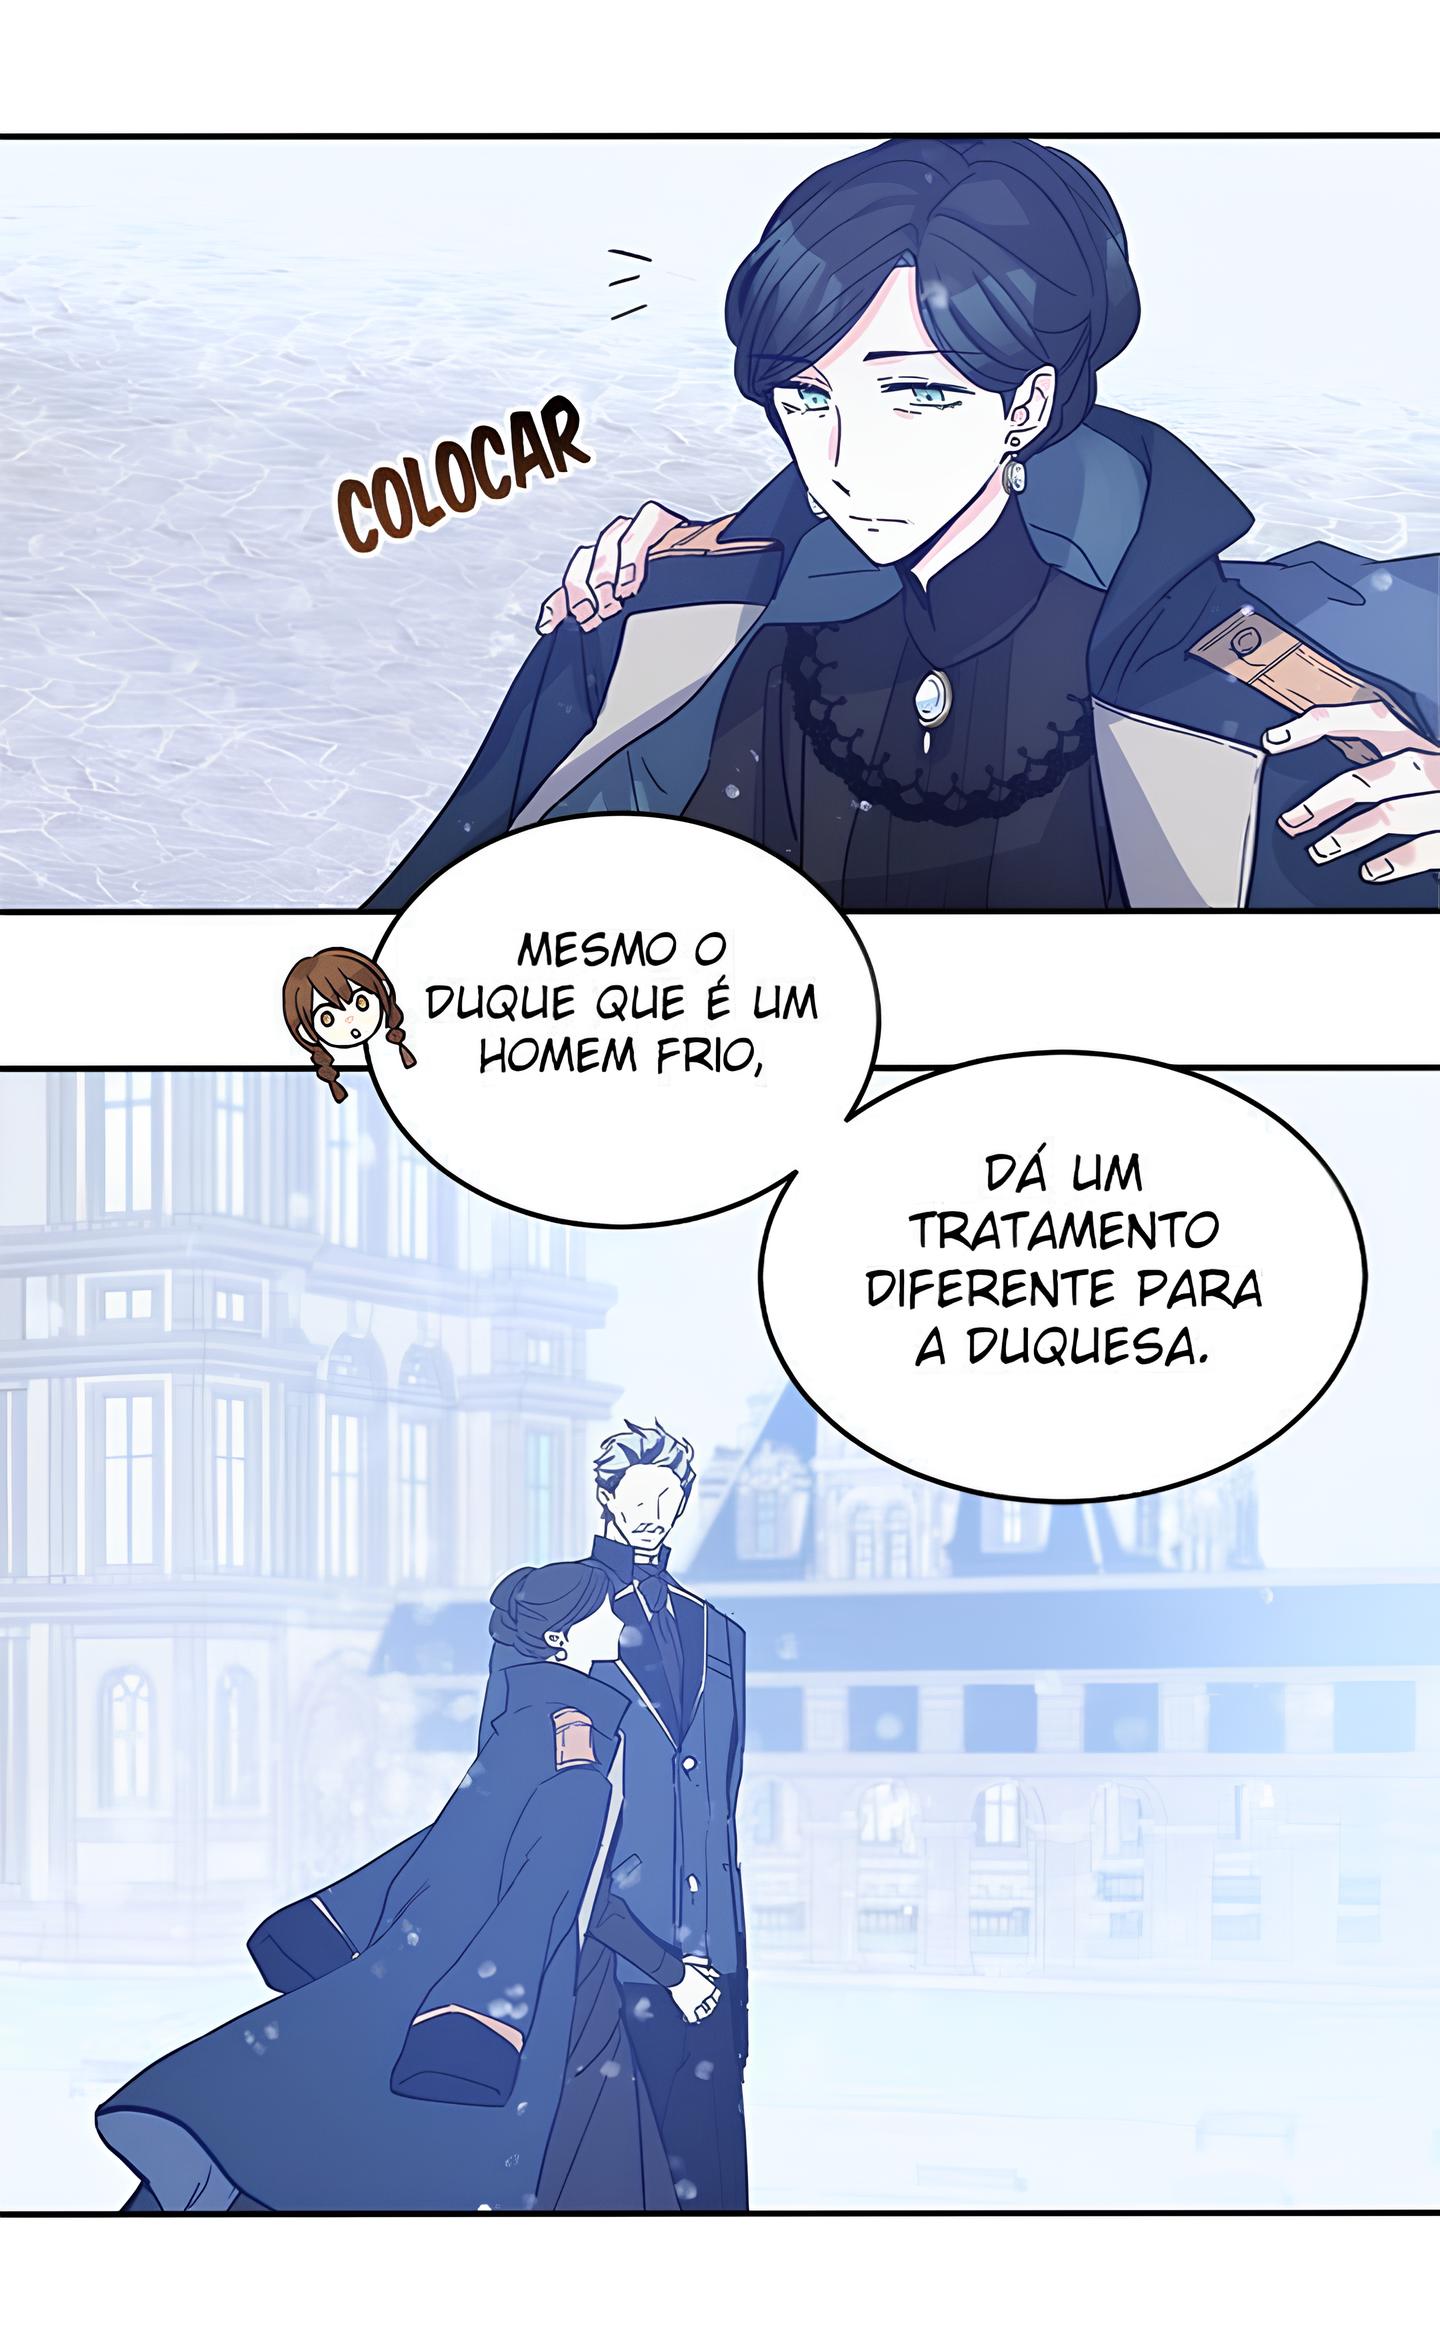 COLOCAR
MESMO O
DUQUE QUE É UM
HOMEM FRIO,
DÁ UM
TRATAMENTO
DIFERENTE PARA
A DUQUESA.